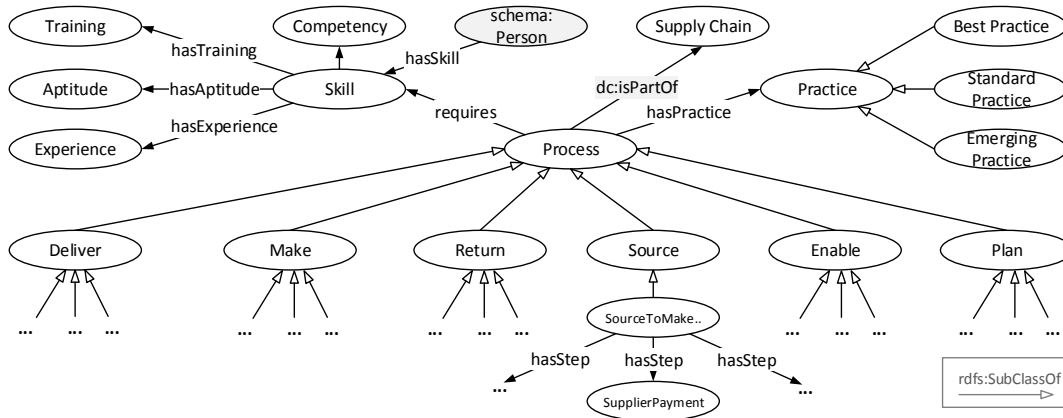 Training
Competency
schema:
Person
Supply Chain
Best Practice
hasTraining
hasSkill
Aptitude
hasAptitude
Skill
dc:isPartOf
Practice
Standard
Practice
requires
hasPractice
hasExperience
Experience
Process
Emerging
Practice
Deliver
Make
Return
Source
Enable
Plan
... ... ...
... ... ...
... ... ...
SourceToMake..
... ... ...
... ... ...
hasStep
hasStep
hasStep
...
SupplierPayment
...
rdfs:SubClassOf